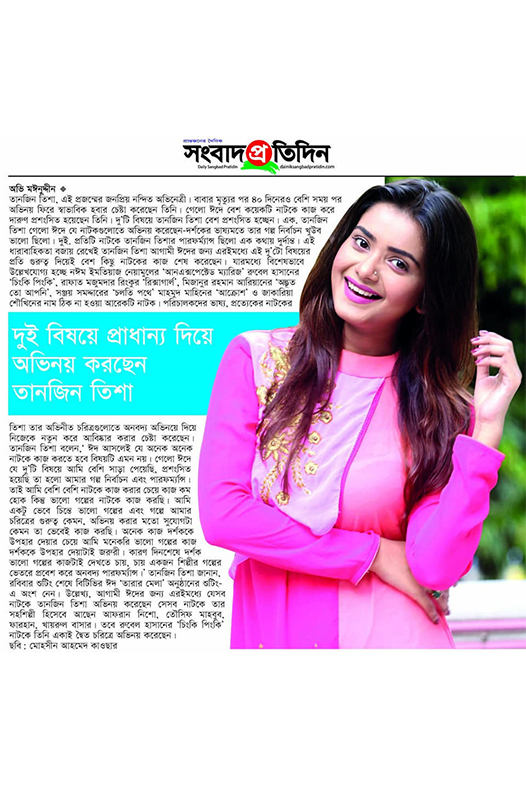 প্রান্তজনের দৈনিক
সংবাদ প্রতিদিন
Daily Sangbad Pratidin
dainiksangbadpratidin.com
অভি মঈনুদ্দীন ◆
তানজিন তিশা, এই প্রজন্মের জনপ্রিয় নন্দিত অভিনেত্রী। বাবার মৃত্যুর পর ৪০ দিনেরও বেশি সময় পর
অভিনয় ফিরে স্বাভাবিক হবার চেষ্টা করেছেন তিনি। গেলো ঈদে বেশ কয়েকটি নাটকে কাজ করে
দারুণ প্রশংসিত হয়েছেন তিনি। দু'টি বিষয়ে তানজিন তিশা বেশ প্রশংসিত হচ্ছেন। এক. তানজিন
তিশা গেলো ঈদে যে নাটকগুলোতে অভিনয় করেছেন-দর্শকের ভাষ্যমতে তার গল্প নির্বাচন খুউব
ভালো ছিলো। দুই. প্রতিটি নাটকে তানজিন তিশার পারফর্ম্যান্স ছিলো এক কথায় দুর্দান্ত। এই
ধারাবাহিকতা বজায় রেখেই তানজিন তিশা আগামী ঈদের জন্য এরইমধ্যে এই দু'টো বিষয়ের
প্রতি গুরুত্ব দিয়েই বেশ কিছু নাটকের কাজ শেষ করেছেন। যারমধ্যে বিশেষভাবে
উল্লেখযোগ্য হচ্ছে নঈম ইমতিয়াজ নেয়ামুলের 'আনএক্সপেক্টেড ম্যারিজ' রুবেল হাসানের
'চিংকি পিংকি', রাফাত মজুমদার রিংকুর 'রিস্কাগার্ল', মিজানুর রহমান আরিয়ানের 'অদ্ভূত
তো আপনি', সঞ্জয় সমদ্দারের 'চলতি পথে' মাহমুদ মাহিনের 'আক্রোশ' ও জাকারিয়া
শৌখিনের নাম ঠিক না হওয়া আরেকটি নাটক। পরিচালকদের ভাষ্য, প্রত্যেকের নাটকের
দুই বিষয়ে প্রাধান্য দিয়ে
অভিনয় করছেন
তানজিন তিশা
তিশা তার অভিনীত চরিত্রগুলোতে অনবদ্য অভিনয়ে দিয়ে
নিজেকে নতুন করে আবিষ্কার করার চেষ্টা করেছেন।
তানজিন তিশা বলেন,' ঈদ আসলেই যে অনেক অনেক
নাটকে কাজ করতে হবে বিষয়টি এমন নয়। গেলো ঈদে
যে দু'টি বিষয়ে আমি বেশি সাড়া পেয়েছি, প্রশংসিত
হয়েছি তা হলো আমার গল্প নির্বাচন এবং পারফর্ম্যান্স।
তাই আমি বেশি বেশি নাটকে কাজ করার চেয়ে কাজ কম
হোক কিন্তু ভালো গল্পের নাটকে কাজ করছি। আমি
একটু ভেবে চিন্তে ভালো গল্পের এবং গল্পে আমার
চরিত্রের গুরুত্ব কেমন, অভিনয় করার মতো সুযোগটা
কেমন তা ভেবেই কাজ করছি। অনেক কাজ দর্শককে
উপহার দেয়ার চেয়ে আমি মনেকরি ভালো গল্পের কাজ
দর্শককে উপহার দেয়াটাই জরুরী। কারণ দিনশেষে দর্শক
ভালো গল্পের কাজটাই দেখতে চায়, চায় একজন শিল্পীর গল্পের
ভেতরে প্রবেশ করে অনবদ্য পারফর্ম্যান্স।' তানজিন তিশা জানান,
রবিবার শুটিং শেষে বিটিভির ঈদ 'তারার মেলা' অনুষ্ঠানের শুটিং-
এ অংশ নেন। উল্লেখ্য, আগামী ঈদের জন্য এরইমধ্যে যেসব
নাটকে তানজিন তিশা অভিনয় করেছেন সেসব নাটকে তার
সহশিল্পী হিসেবে আছেন আফরান নিশো, তৌসিফ মাহবুব,
ফারহান, খায়রুল বাসার। তবে রুবেল হাসানের 'চিংকি পিংকি'
নাটকে তিনি একাই দ্বৈত চরিত্রে অভিনয় করেছেন।
ছবি : মোহসীন আহমেদ কাওছার